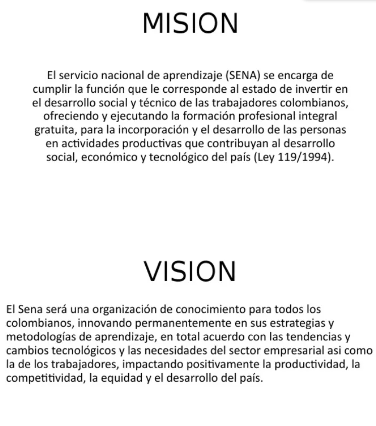 MISION
El servicio nacional de aprendizaje (SENA) se encarga de
cumplir la función que le corresponde al estado de invertir en
el desarrollo social y técnico de las trabajadores colombianos,
ofreciendo y ejecutando la formación profesional integral
gratuita, para la incorporación y el desarrollo de las personas
en actividades productivas que contribuyan al desarrollo
social, económico y tecnológico del país (Ley 119/1994).
VISION
El Sena será una organización de conocimiento para todos los
colombianos, innovando permanentemente en sus estrategias y
metodologías de aprendizaje, en total acuerdo con las tendencias y
cambios tecnológicos y las necesidades del sector empresarial asi como
la de los trabajadores, impactando positivamente la productividad, la
competitividad, la equidad y el desarrollo del país.